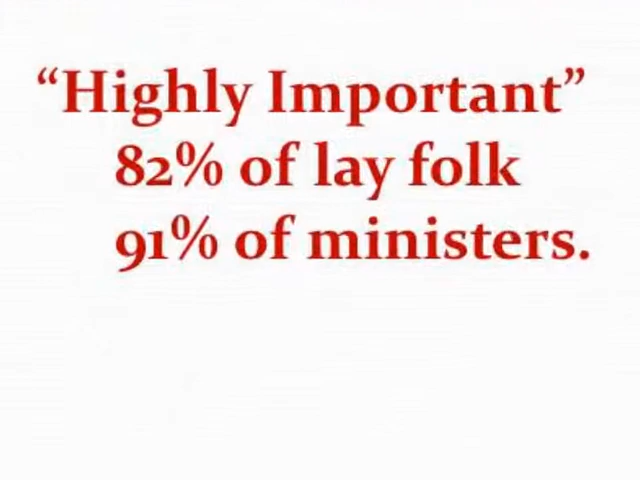 “Highly Important”
82% of lay folk
91% of ministers.